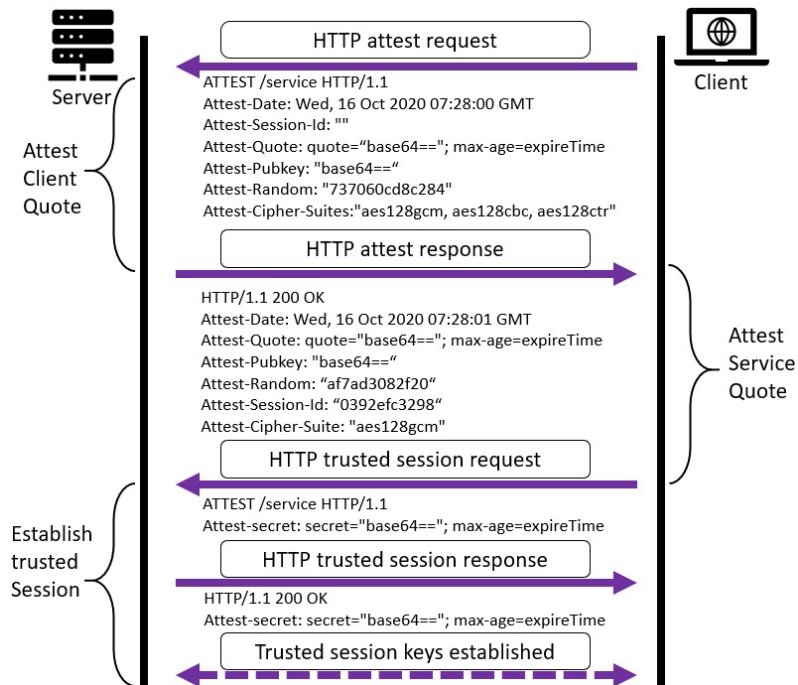 HTTP attest request
Server
Client
ATTEST /service HTTP/1.1
Attest-Date: Wed, 16 Oct 2020 07:28:00 GMT
Attest-Session-Id: ""
Attest-Quote: quote=“base64=="; max-age=expireTime
Attest-Pubkey: "base64==“
Attest-Random: "737060cd8c284"
Attest-Cipher-Suites:"aes128gcm, aes128cbc, aes128ctr"
Attest
Client
Quote
HTTP attest response
HTTP/1.1 200 OK
Attest-Date: Wed, 16 Oct 2020 07:28:01 GMT
Attest-Quote: quote="base64=="; max-age=expireTime
Attest-Pubkey: "base64==“
Attest-Random: “af7ad3082f20“
Attest-Session-Id: “0392efc3298“
Attest-Cipher-Suite: "aes128gcm"
Attest
Service
Quote
HTTP trusted session request
ATTEST /service HTTP/1.1
Attest-secret: secret="base64=="; max-age=expireTime
Establish
trusted
Session
HTTP trusted session response
HTTP/1.1 200 OK
Attest-secret: secret="base64=="; max-age=expireTime
Trusted session keys established